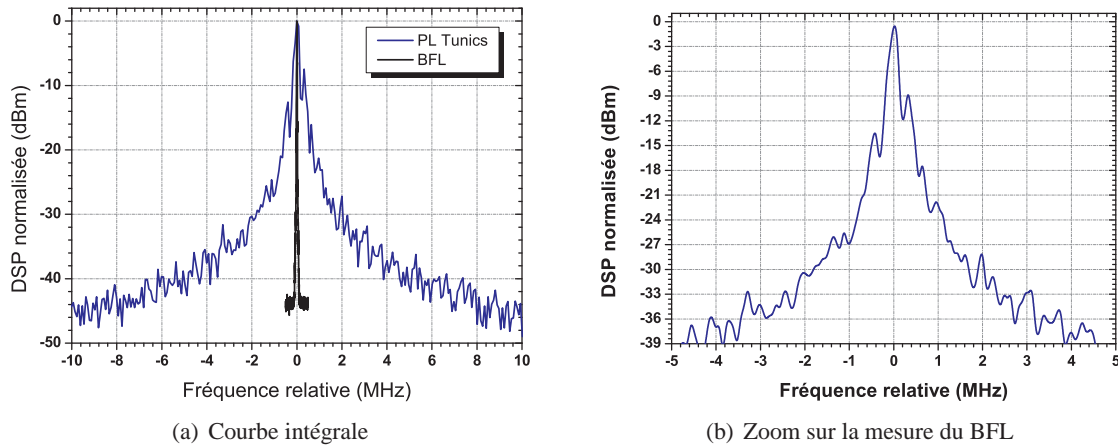 0
-10
-20
-30
-40
-50
DSP normalisée (dBm)
PL Tunics
BFL
-10 -8 -6 -4 -2 0 2 4 6 8 10
Fréquence relative (MHz)
(a) Courbe intégrale
0
-3
-6
-9
-12
-15
-18
-21
-24
-27
-30
-33
-36
-39
DSP normalisée (dBm)
-5 -4 -3 -2 -1 0 1 2 3 4 5
Fréquence relative (MHz)
(b) Zoom sur la mesure du BFL